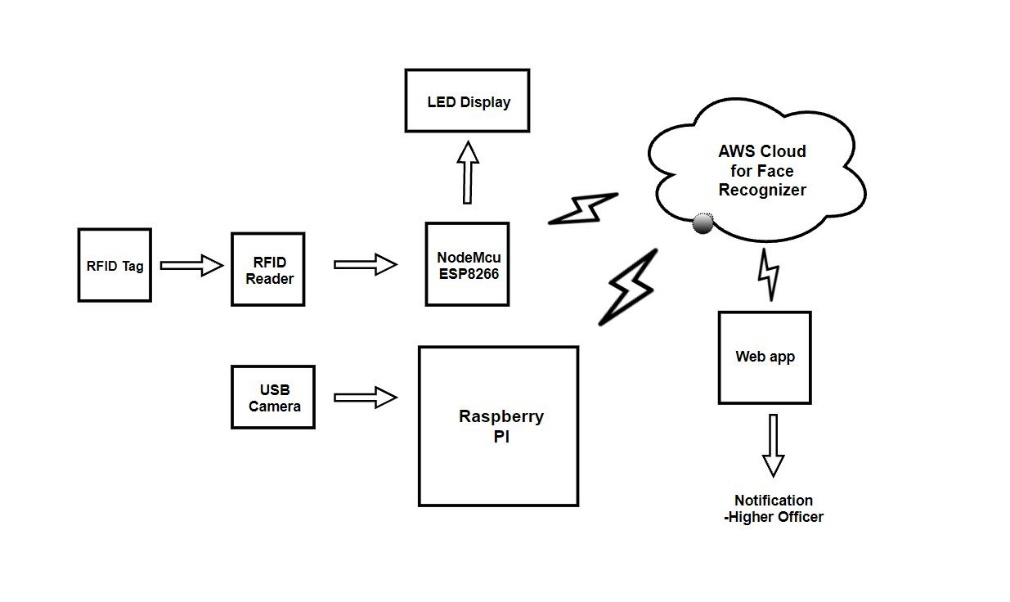 LED Display
AWS Cloud
for Face
Recognizer
RFID Tag
RFID
Reader
NodeMcu
ESP8266
USB
Camera
Raspberry
PI
Web app
Notification
-Higher Officer